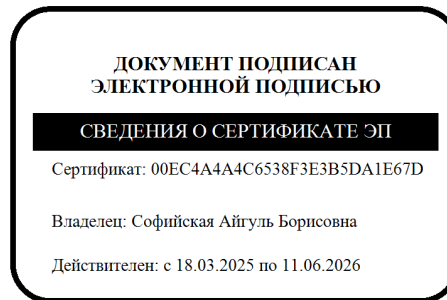 ДОКУМЕНТ ПОДПИСАН
ЭЛЕКТРОННОЙ ПОДПИСЬЮ
СВЕДЕНИЯ О СЕРТИФИКАТЕ ЭП
Сертификат: 00EC4A4A4C6538F3E3B5DA1E67D
Владелец: Софийская Айгуль Борисовна
Действителен: с 18.03.2025 по 11.06.2026